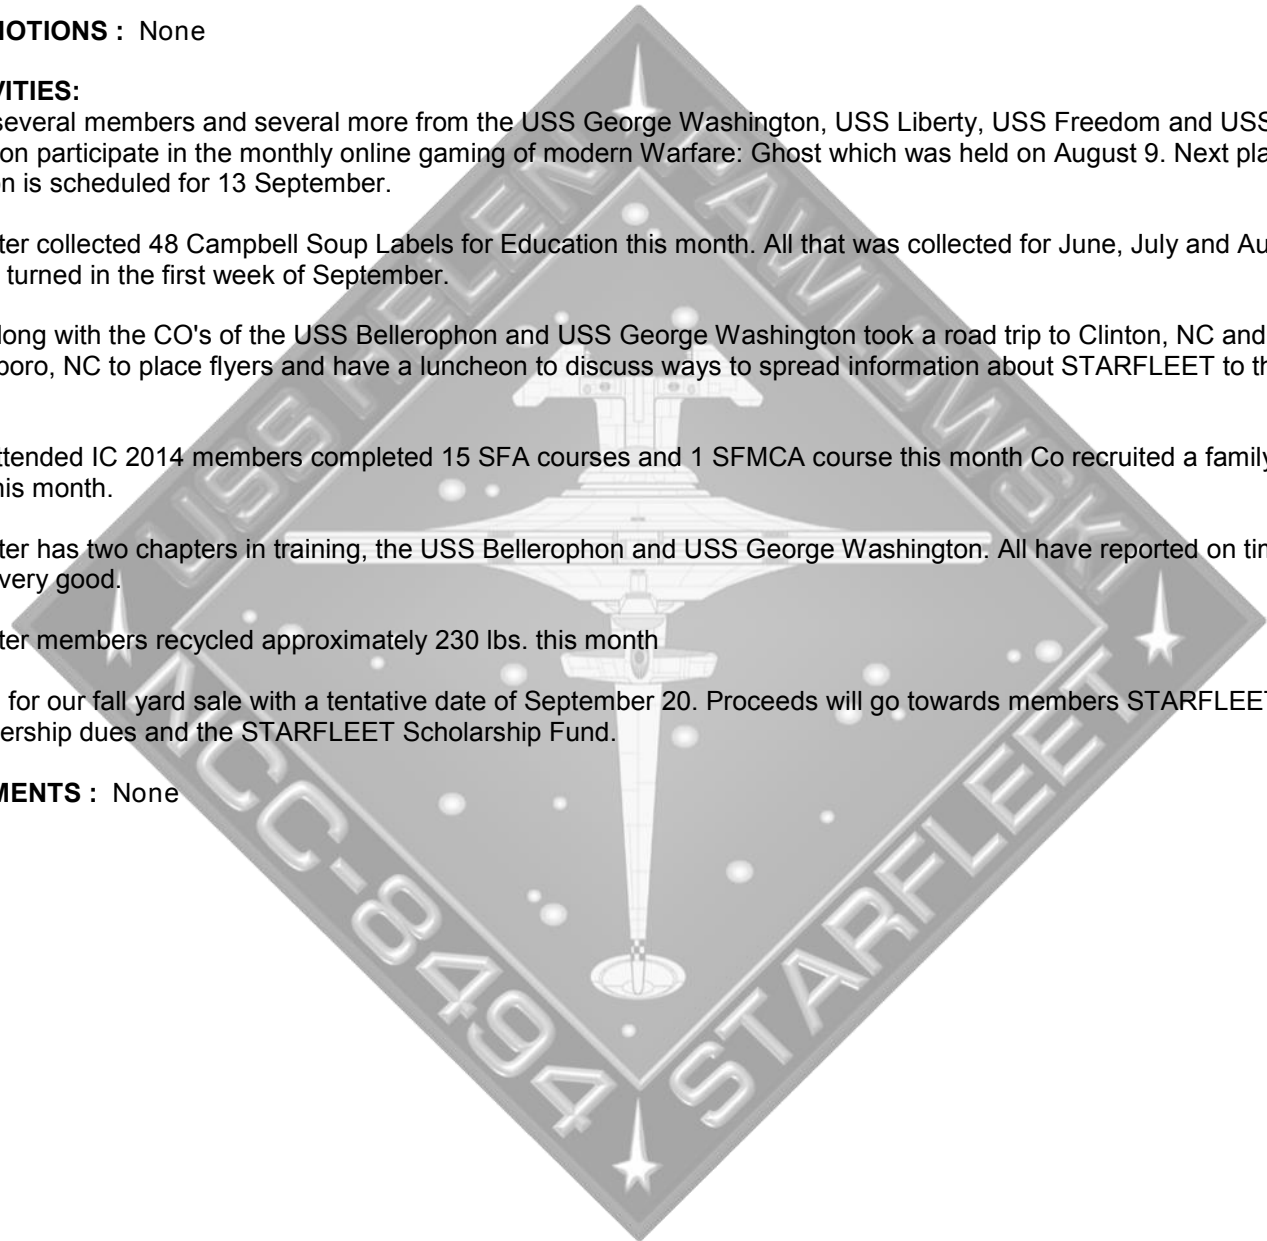 MOTIONS : None
VITIES:
several members and several more from the USS George Washington, USS Liberty, USS Freedom and USS
on participate in the monthly online gaming of modern Warfare: Ghost which was held on August 9. Next pla
on is scheduled for 13 September.
ter collected 48 Campbell Soup Labels for Education this month. All that was collected for June, July and Au
turned in the first week of September.
long with the CO's of the USS Bellerophon and USS George Washington took a road trip to Clinton, NC and
boro, NC to place flyers and have a luncheon to discuss ways to spread information about STARFLEET to th
ttended IC 2014 members completed 15 SFA courses and 1 SFMCA course this month Co recruited a family
his month.
ter has two chapters in training, the USS Bellerophon and USS George Washington. All have reported on tim
very good.
ter members recycled approximately 230 lbs. this month
for our fall yard sale with a tentative date of September 20. Proceeds will go towards members STARFLEET
ership dues and the STARFLEET Scholarship Fund.
MENTS : None
USS HELEN PAWLOWSKI
NCC-8494
STARFLEET